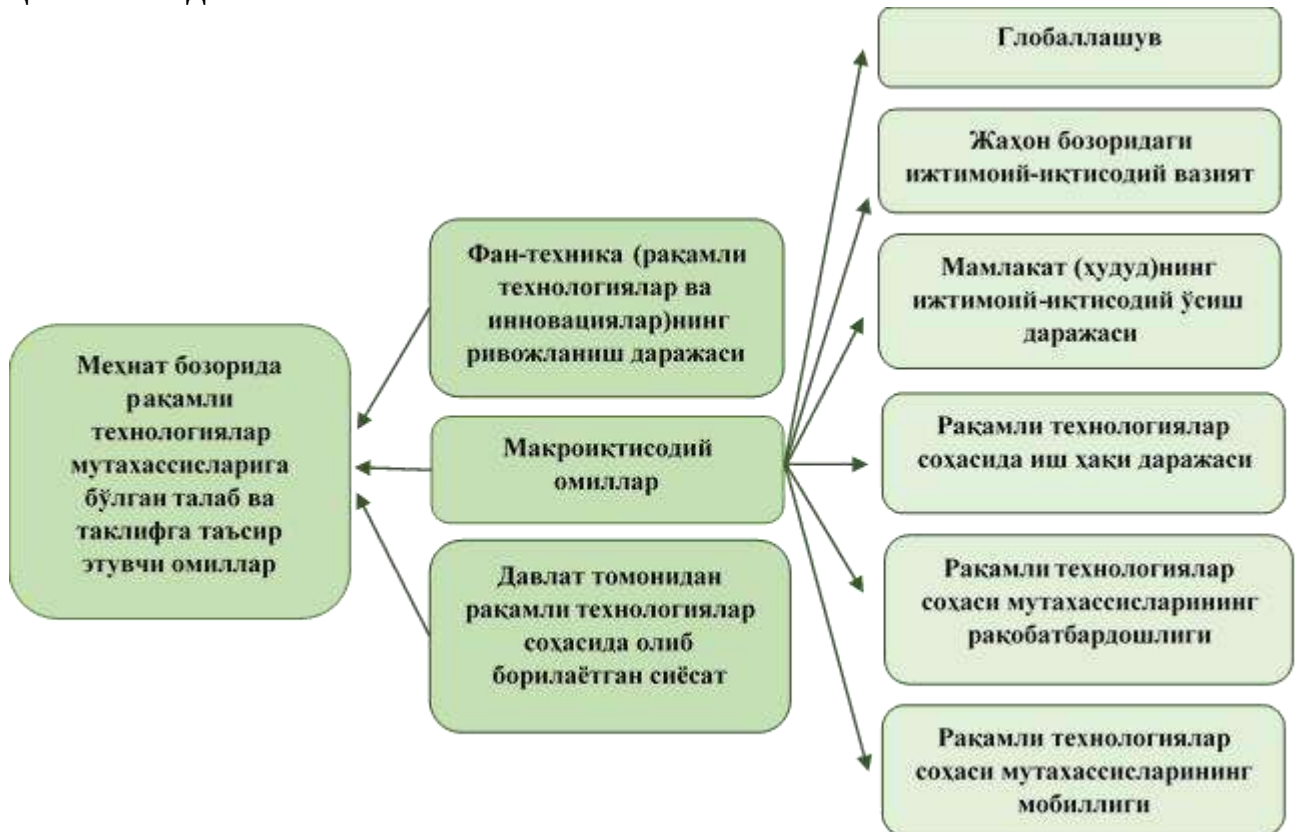 Меҳнат бозорида
рақамли
технологиялар
мутахассисларига
бўлган талаб ва
таклифга таъсир
этувчи омиллар
Фан-техника (рақамли
технологиялар ва
инновациялар)нинг
ривожланиш даражаси
Макроиқтисодий
омиллар
Давлат томонидан
рақамли технологиялар
соҳасида олиб
борилаётган сиёсат
Глобаллашув
Жаҳон бозоридаги
ижтимоий-иқтисодий вазият
Мамлакат (ҳудуд)нинг
ижтимоий-иқтисодий ўсиш
даражаси
Рақамли технологиялар
соҳасида иш ҳақи даражаси
Рақамли технологиялар
соҳаси мутахассисларининг
рақобатбардошлиги
Рақамли технологиялар
соҳаси мутахассисларининг
мобиллиги